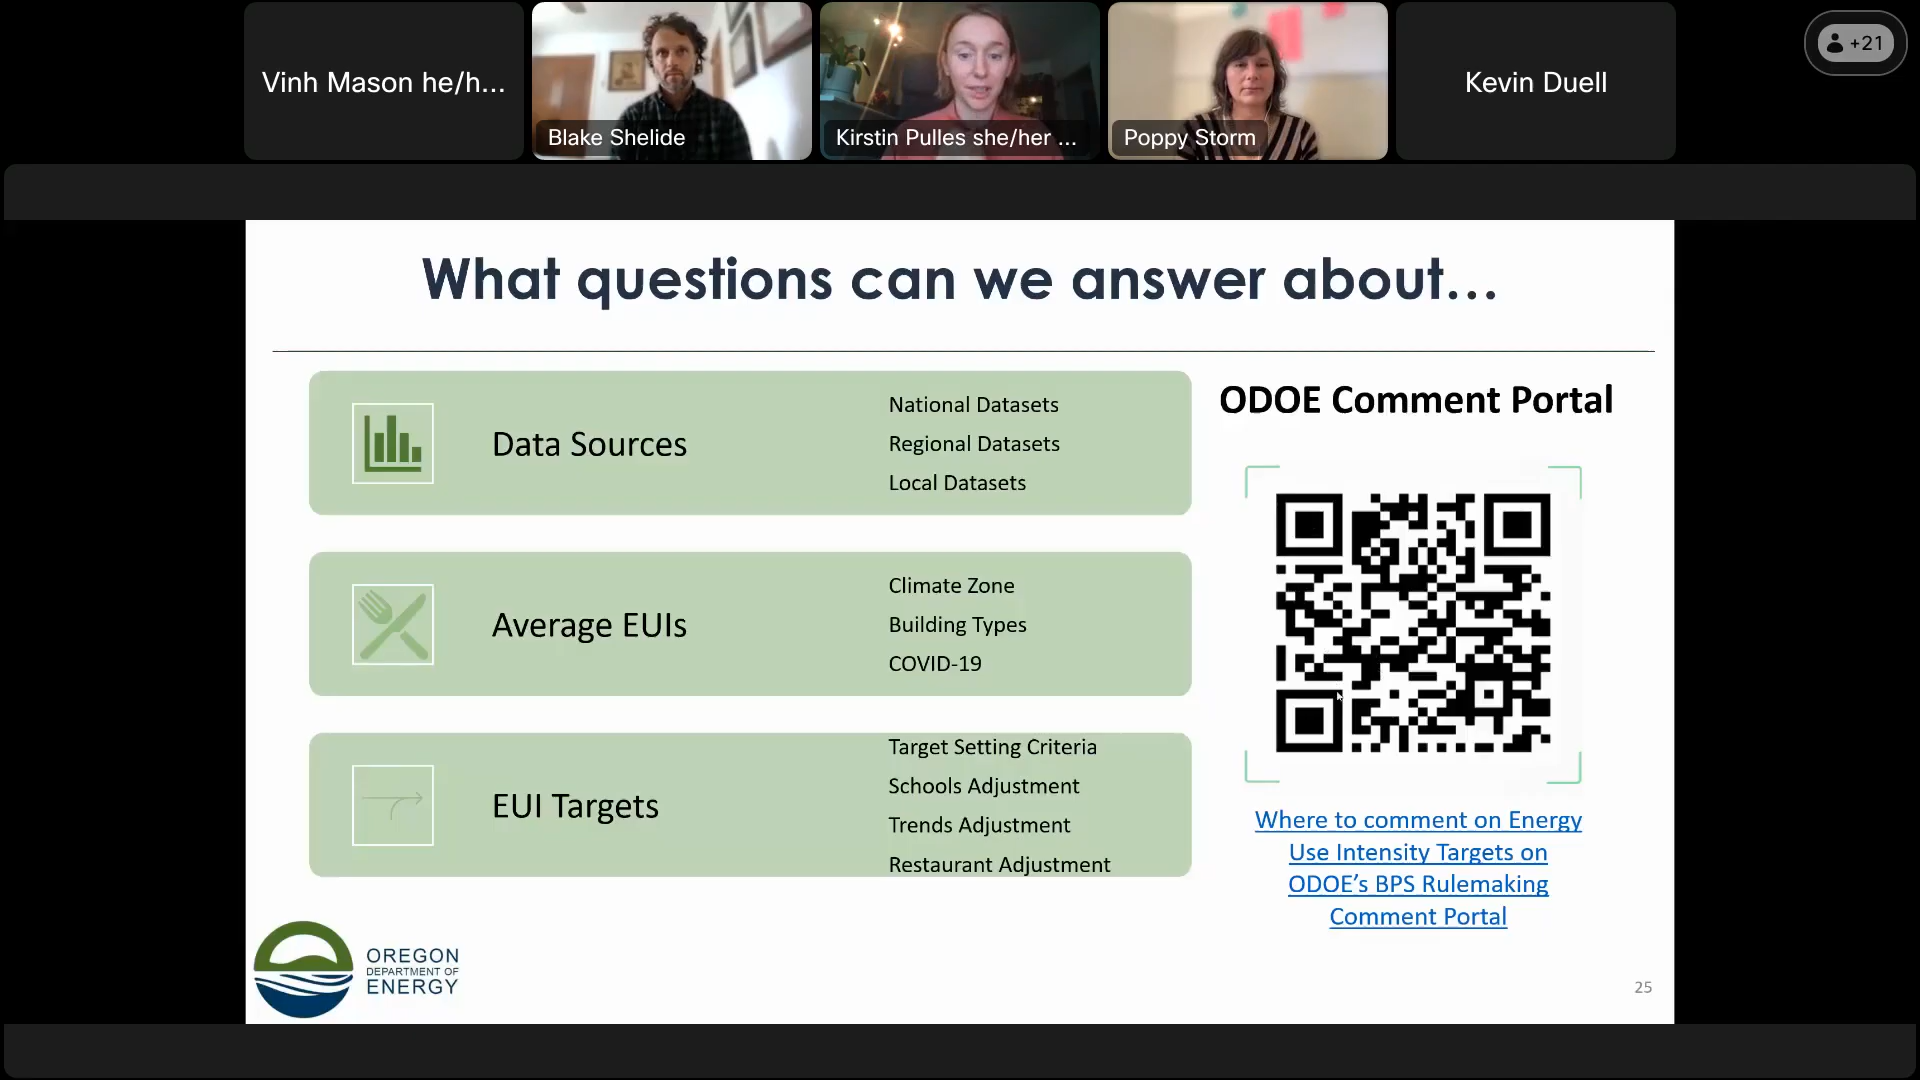 Vinh Mason he/h...
Blake Shelide
Kirstin Pulles she/her ...
Poppy Storm
Kevin Duell
+21
What questions can we answer about...
Data Sources
National Datasets
Regional Datasets
Local Datasets
Average EUIs
Climate Zone
Building Types
COVID-19
EUI Targets
Target Setting Criteria
Schools Adjustment
Trends Adjustment
Restaurant Adjustment
ODOE Comment Portal
Where to comment on Energy
Use Intensity Targets on
ODOE’s BPS Rulemaking
Comment Portal
OREGON
DEPARTMENT OF
ENERGY
25